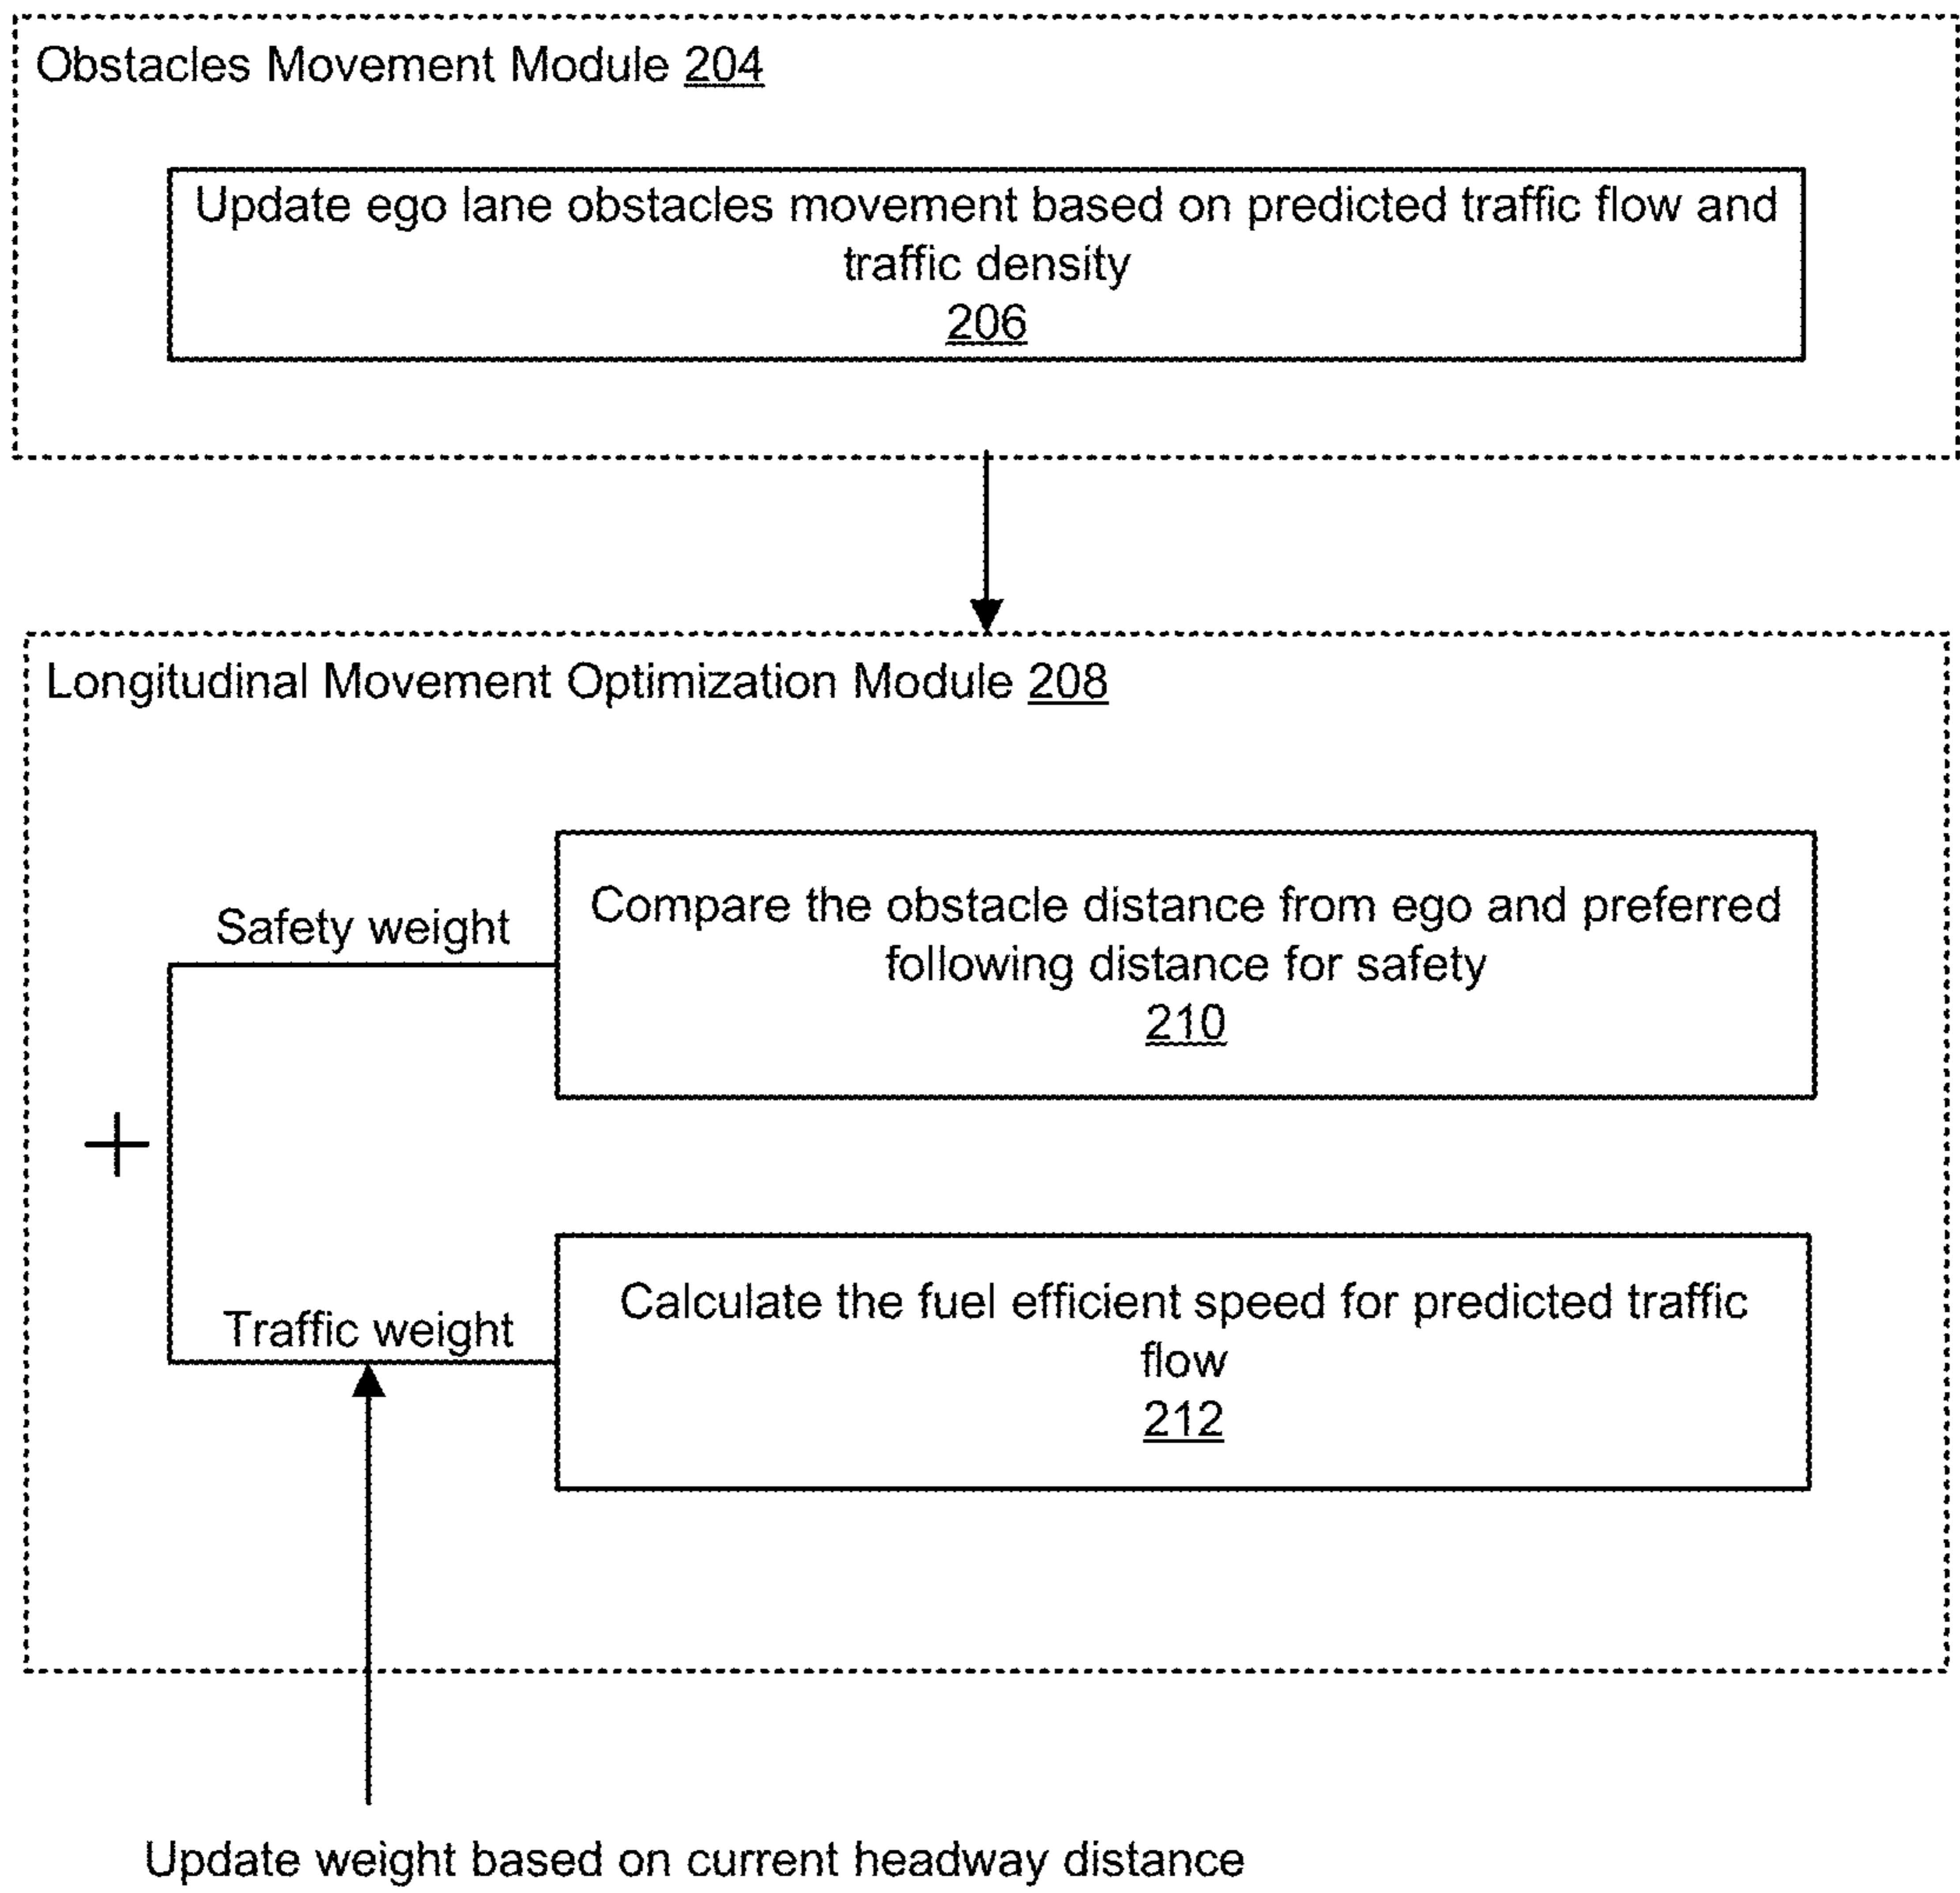 Obstacles Movement Module 204
Update ego lane obstacles movement based on predicted traffic flow and
traffic density
206
Longitudinal Movement Optimization Module 208
Safety weight
Compare the obstacle distance from ego and preferred
following distance for safety
210
+
Traffic weight
Calculate the fuel efficient speed for predicted traffic
flow
212
Update weight based on current headway distance